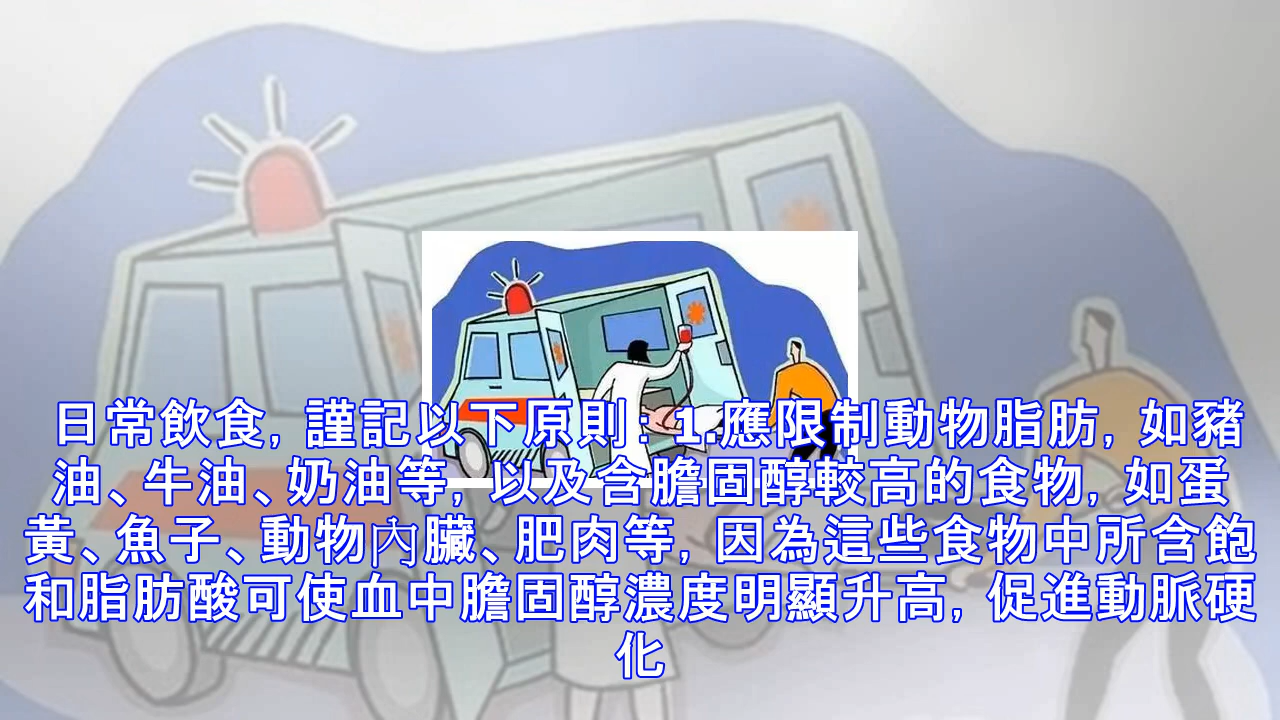 日常飲食, 謹記以下原則: 1.應限制動物脂肪, 如豬
油、牛油、奶油等, 以及含膽固醇較高的食物, 如蛋
黃、魚子、動物內臟、肥肉等, 因為這些食物中所含飽
和脂肪酸可使血中膽固醇濃度明顯升高, 促進動脈硬
化